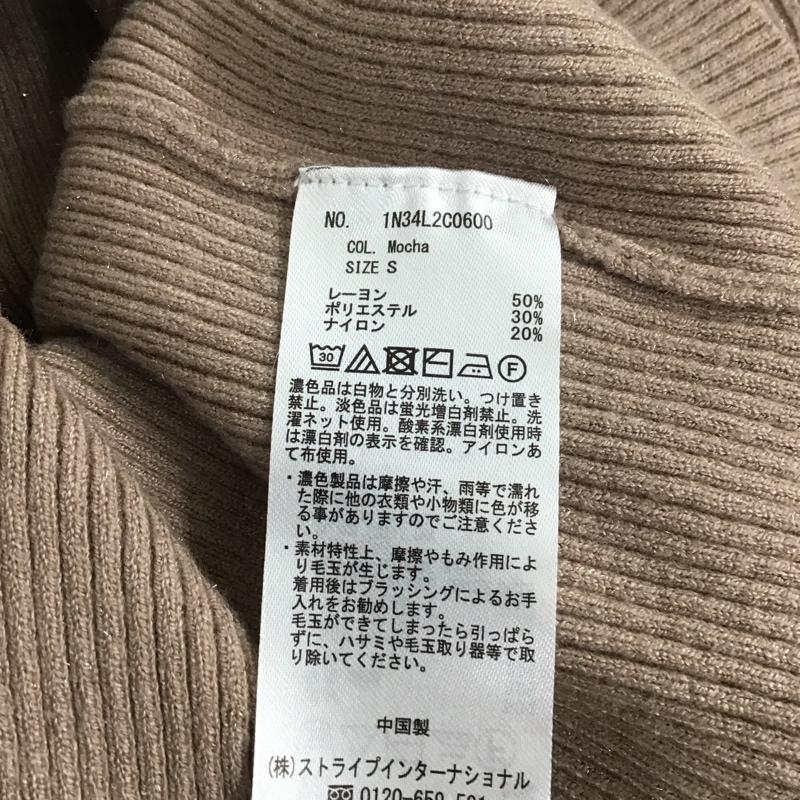 NO. 1N34L2C0600
COL. Mocha
SIZE S
レーヨン 50%
ポリエステル 30%
ナイロン 20%
30 F
濃色品は白物と分別洗い。つけ置き
禁止。淡色品は蛍光増白剤禁止。洗
濯ネット使用。酸素系漂白剤使用時
は漂白剤の表示を確認。アイロンあ
て布使用。
・濃色製品は摩擦や汗、雨等で濡れ
た際に他の衣類や小物類に色が移
る事がありますのでご注意くださ
い。
・素材特性上、摩擦やもみ作用によ
り毛玉が生じます。
着用後はブラッシングによるお手
入れをお勧めします。
毛玉ができてしまったら引っぱら
ずに、ハサミや毛玉取り器等で取
り除いてください。
中国製
(株)ストライプインターナショナル
0120-659-